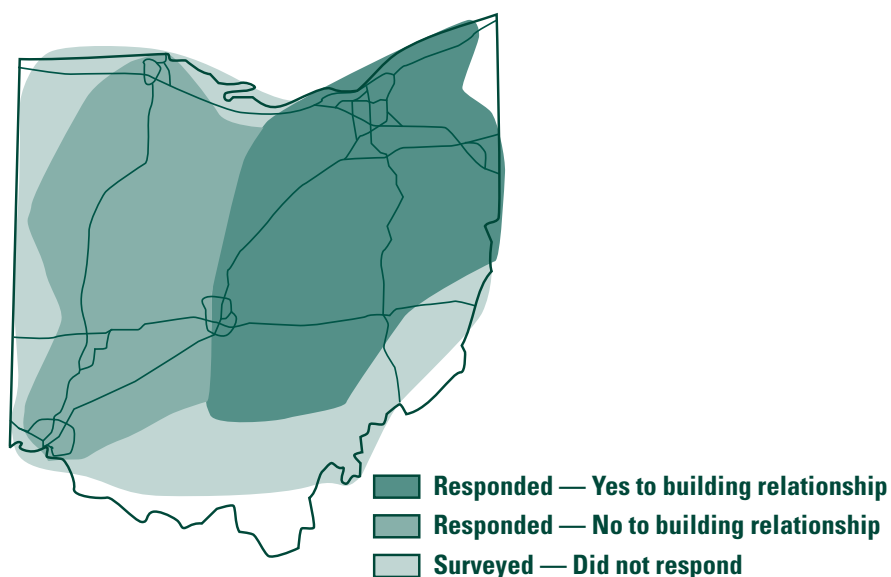 Responded — Yes to building relationship
Responded — No to building relationship
Surveyed — Did not respond